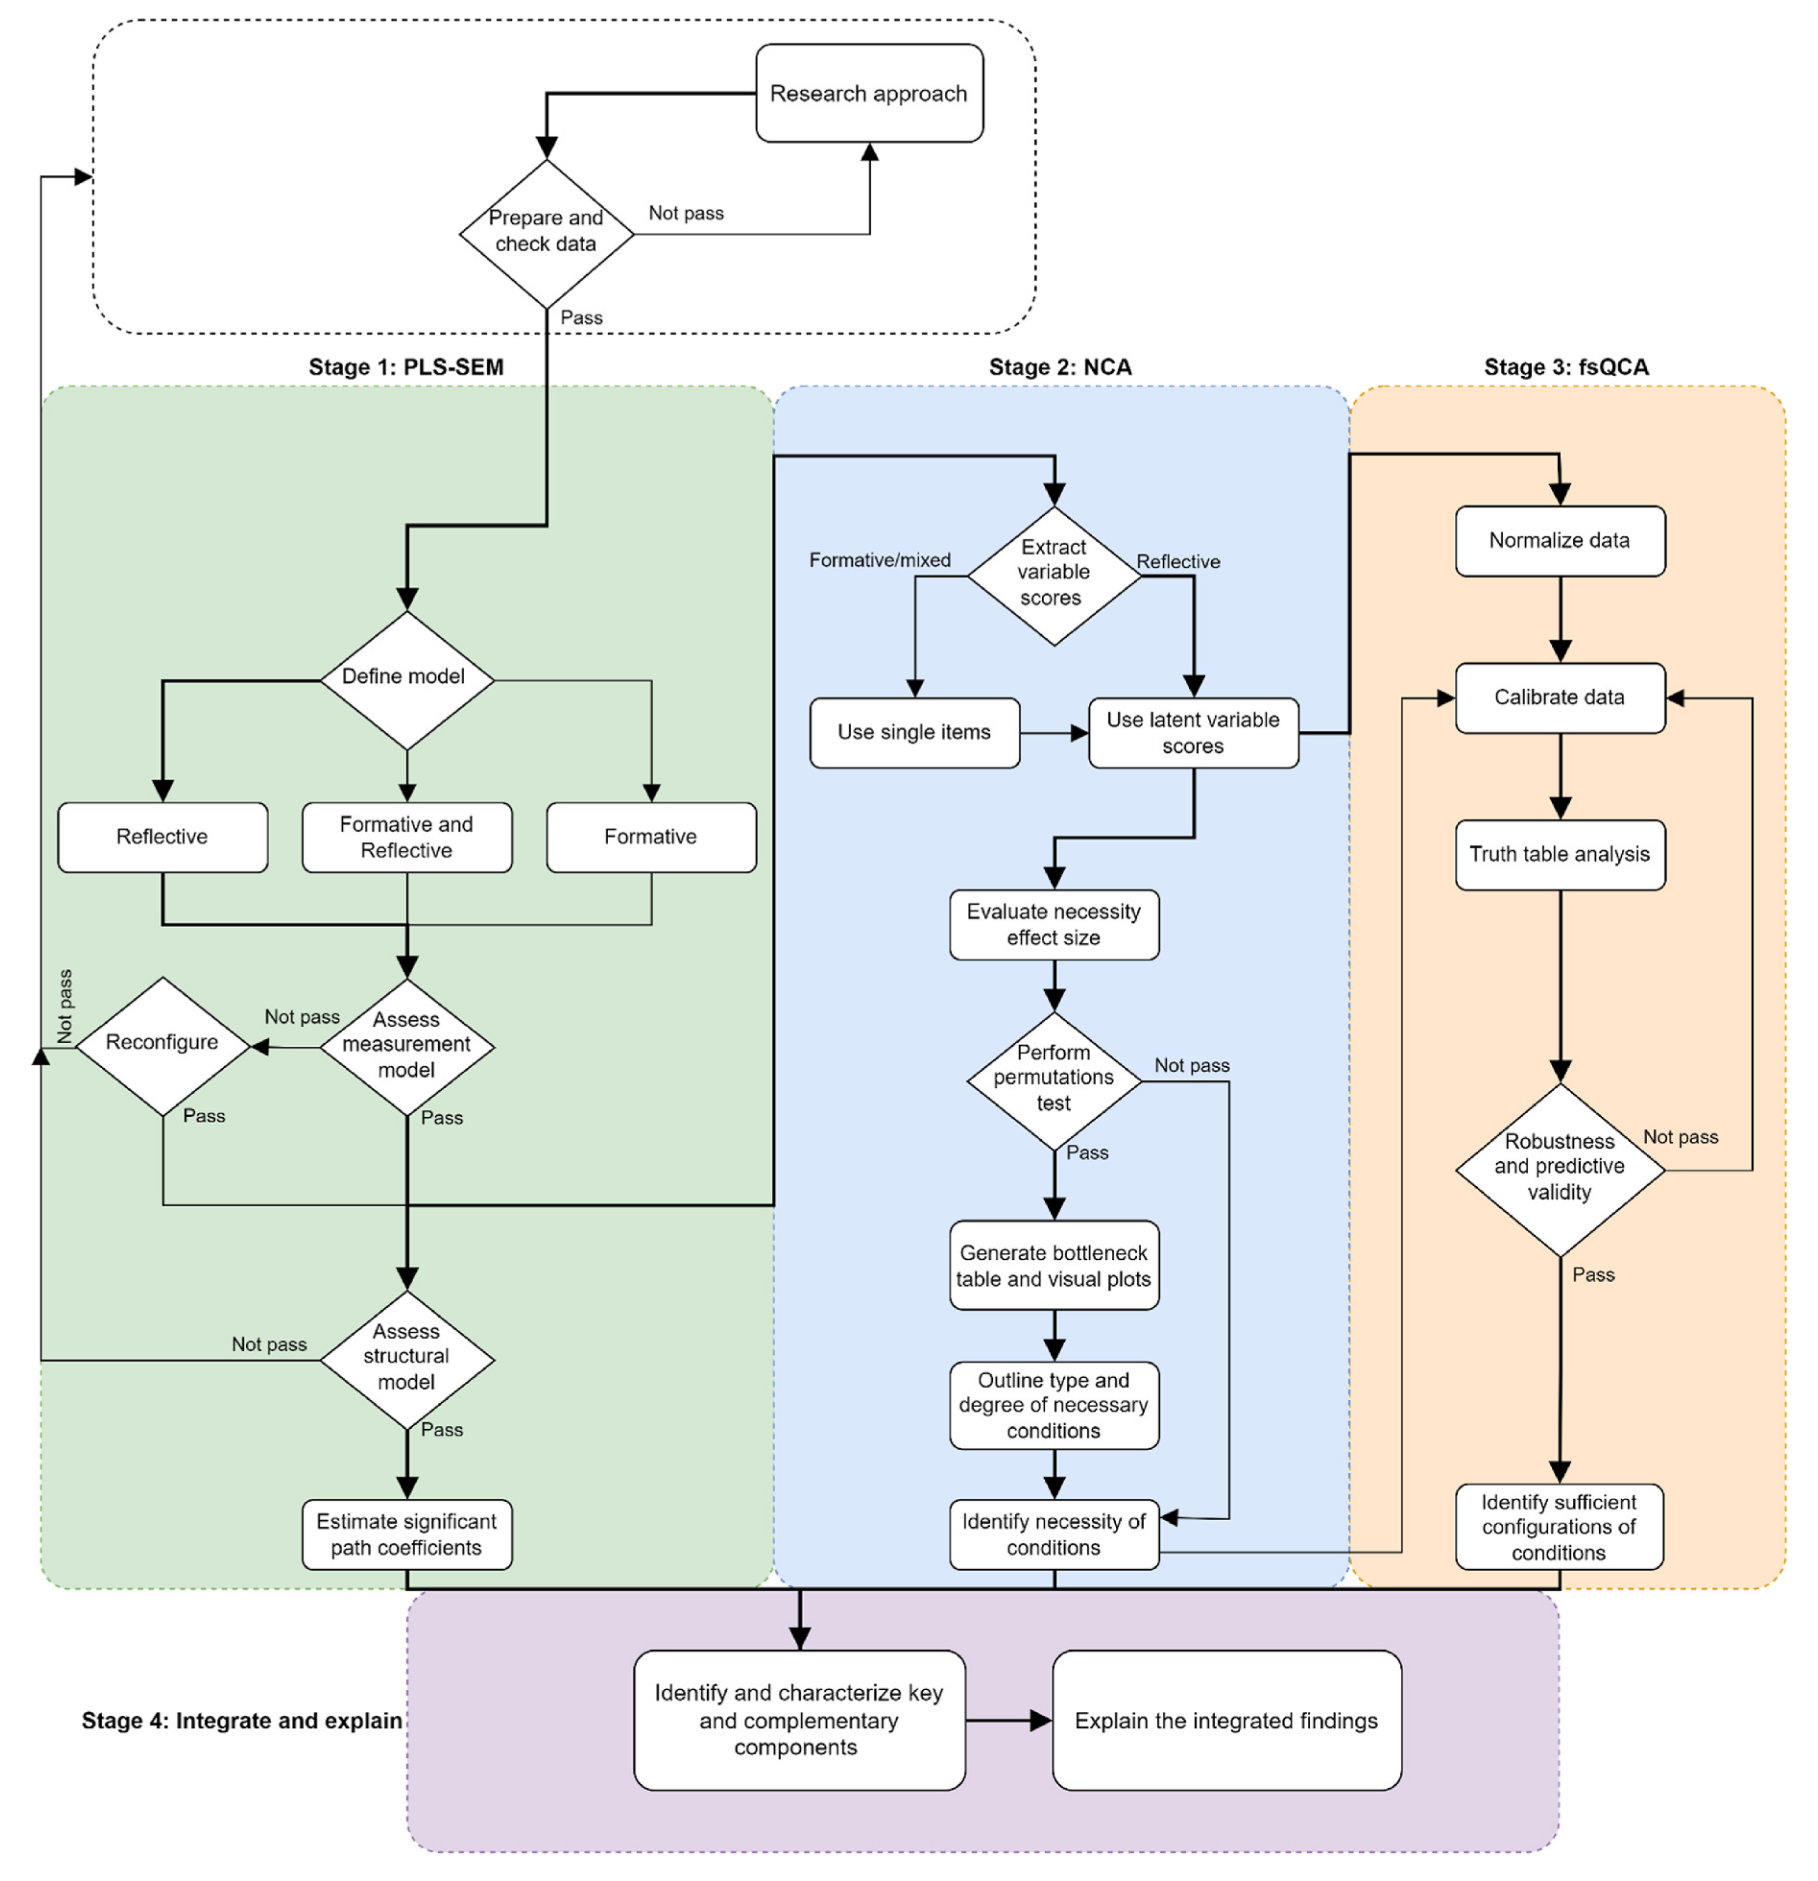 Research approach
Prepare and
check data
Not pass
Pass
Stage 1: PLS-SEM
Stage 2: NCA
Stage 3: fsQCA
Define model
Reflective
Formative and
Reflective
Formative
Assess
measurement
model
Not pass
Reconfigure
Not pass
Pass
Pass
Assess
structural
model
Not pass
Pass
Estimate significant
path coefficients
Extract
variable
scores
Formative/mixed
Reflective
Use single items
Use latent variable
scores
Evaluate necessity
effect size
Perform
permutations
test
Not pass
Pass
Generate bottleneck
table and visual plots
Outline type and
degree of necessary
conditions
Identify necessity of
conditions
Normalize data
Calibrate data
Truth table analysis
Robustness
and predictive
validity
Not pass
Pass
Identify sufficient
configurations of
conditions
Stage 4: Integrate and explain
Identify and characterize key
and complementary
components
Explain the integrated findings